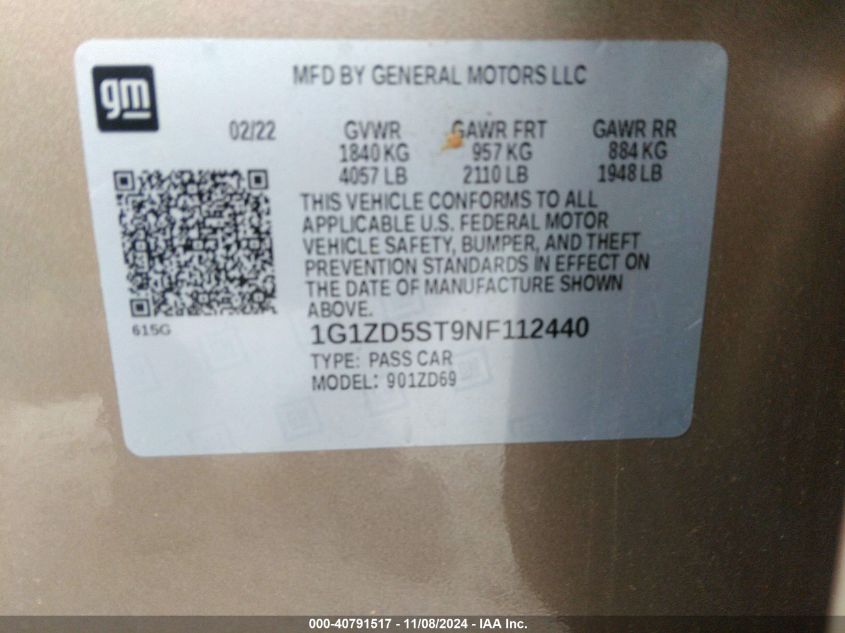 gm
MFD BY GENERAL MOTORS LLC
02/22 GVWR GAWR FRT GAWR RR
1840 KG 957 KG 884 KG
4057 LB 2110 LB 1948 LB
THIS VEHICLE CONFORMS TO ALL
APPLICABLE U.S. FEDERAL MOTOR
VEHICLE SAFETY, BUMPER, AND THEFT
PREVENTION STANDARDS IN EFFECT ON
THE DATE OF MANUFACTURE SHOWN
ABOVE.
615G
1G1ZD5ST9NF112440
TYPE: PASS CAR
MODEL: 901ZD69
000-40791517 - 11/08/2024 - IAA Inc.